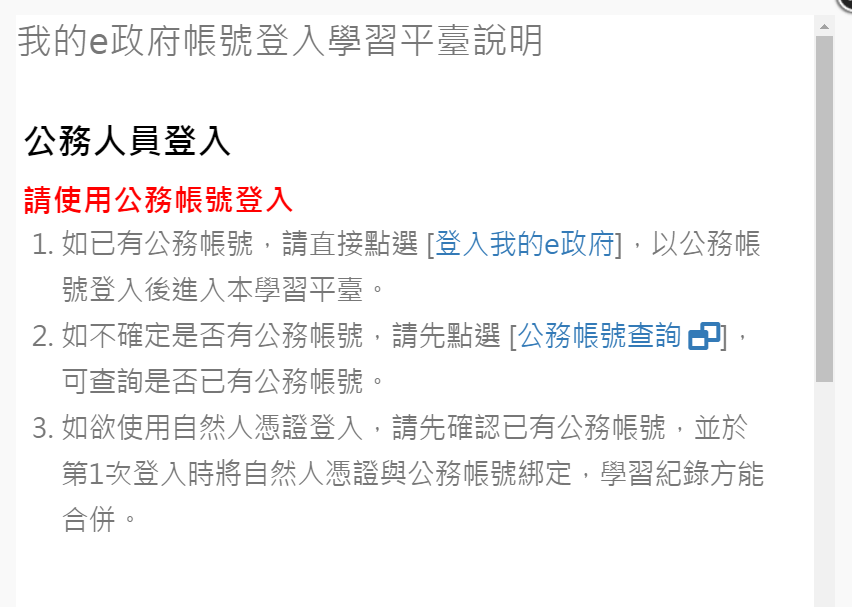 我的e政府帳號登入學習平臺說明
公務人員登入
請使用公務帳號登入
1. 如已有公務帳號，請直接點選 [登入我的e政府]，以公務帳
號登入後進入本學習平臺。
2. 如不確定是否有公務帳號，請先點選 [公務帳號查詢]，
可查詢是否已有公務帳號。
3. 如欲使用自然人憑證登入，請先確認已有公務帳號，並於
第1次登入時將自然人憑證與公務帳號綁定，學習紀錄方能
合併。